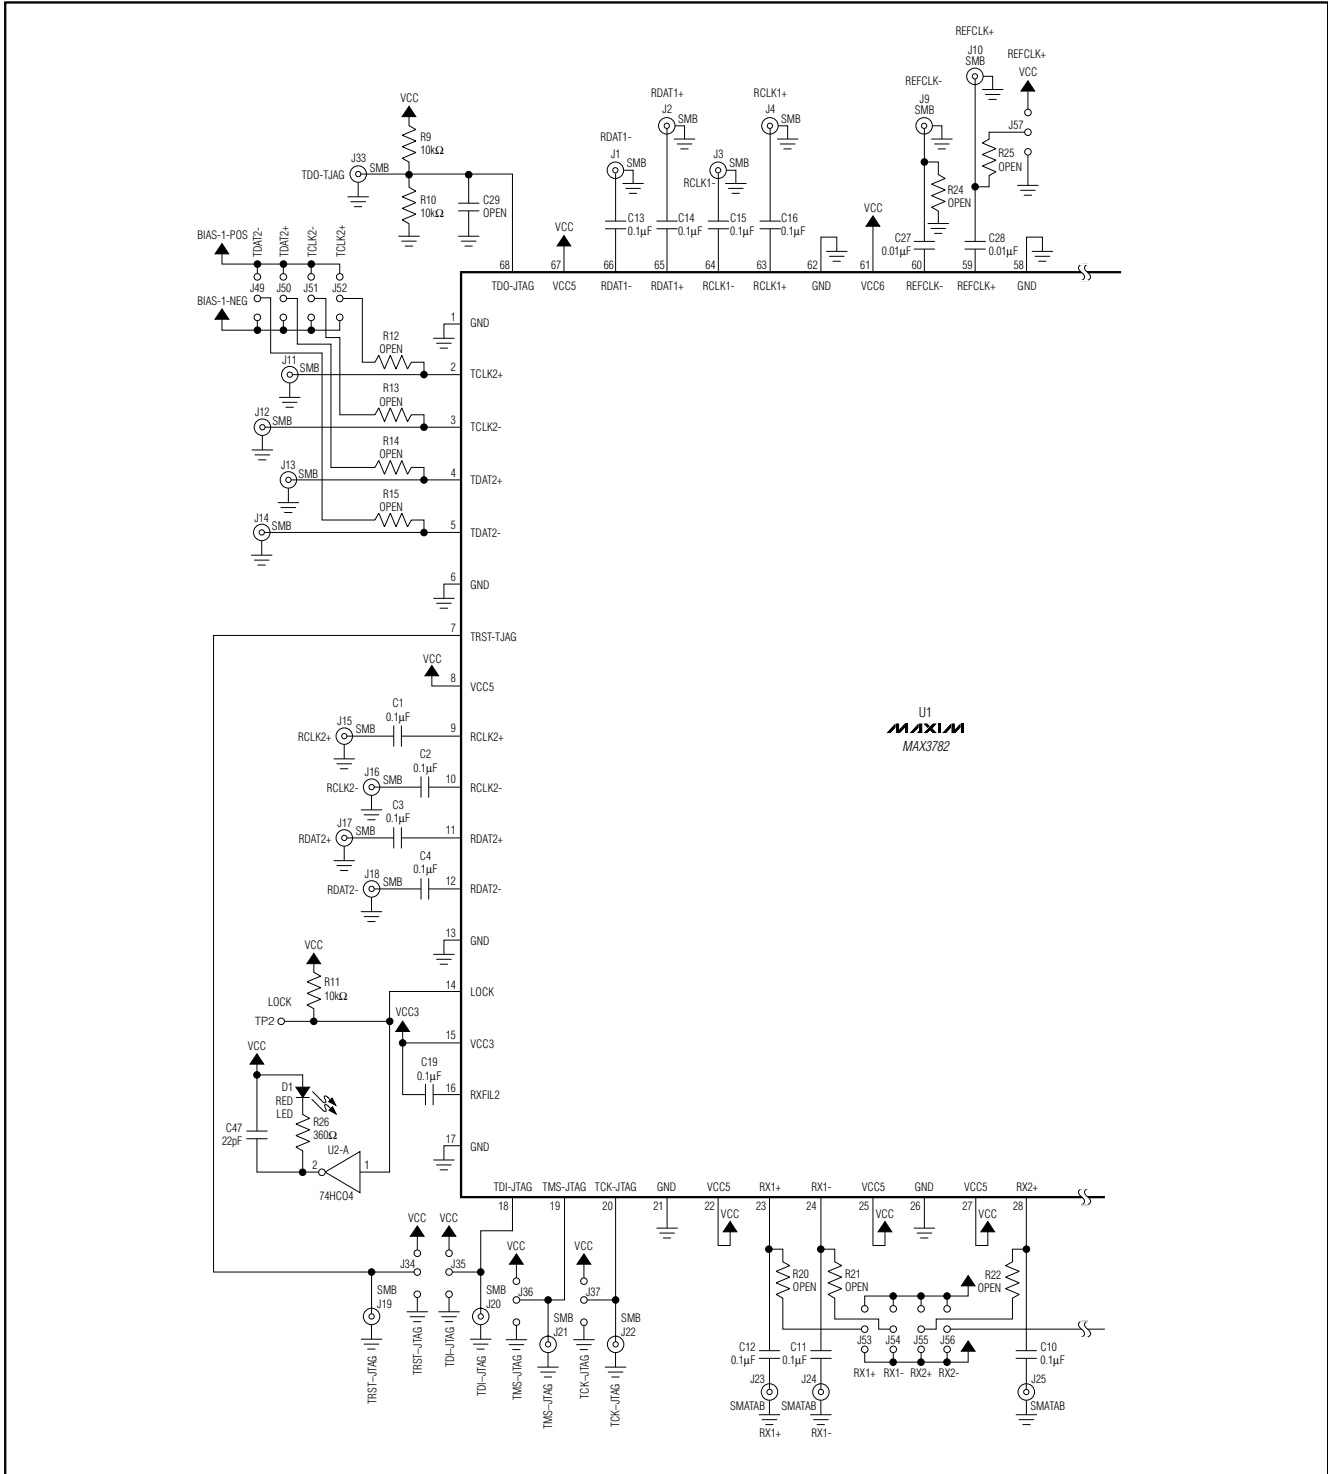 REFCLK+
J10
SMB
REFCLK+
VCC
REFCLK-
J9
SMB
J57
R25
OPEN
R24
OPEN
RDAT1+
J2
SMB
RCLK1+
J4
SMB
RDAT1-
J1
SMB
J3
SMB
RCLK1-
VCC
R9
10kΩ
J33
TDO-TJAG
SMB
R10
10kΩ
C29
OPEN
VCC
C13
0.1µF
C14
0.1µF
C15
0.1µF
C16
0.1µF
VCC
C27
0.01µF
C28
0.01µF
BIAS-1-POS
TDAT2-
TDAT2+
TCLK2-
TCLK2+
J49
J50
J51
J52
BIAS-1-NEG
68
67
66
65
64
63
62
61
60
59
58
TDO-JTAG
VCC5
RDAT1-
RDAT1+
RCLK1-
RCLK1+
GND
VCC6
REFCLK-
REFCLK+
GND
1
GND
R12
OPEN
J11
SMB
2
TCLK2+
R13
OPEN
J12
SMB
3
TCLK2-
R14
OPEN
J13
SMB
4
TDAT2+
R15
OPEN
J14
SMB
5
TDAT2-
6
GND
7
TRST-TJAG
VCC
8
VCC5
C1
0.1µF
J15
RCLK2+
SMB
9
RCLK2+
C2
0.1µF
J16
RCLK2-
SMB
10
RCLK2-
C3
0.1µF
J17
RDAT2+
SMB
11
RDAT2+
C4
0.1µF
J18
RDAT2-
SMB
12
RDAT2-
U1
MAXIM
MAX3782
13
GND
VCC
R11
10kΩ
14
LOCK
LOCK
TP2
VCC3
15
VCC3
VCC
C19
0.1µF
16
RXFIL2
D1
RED
LED
R26
360Ω
C47
22pF
U2-A
2
1
74HC04
17
GND
TDI-JTAG
TMS-JTAG
TCK-JTAG
GND
VCC5
RX1+
RX1-
VCC5
GND
VCC5
RX2+
18
19
20
21
22
23
24
25
26
27
28
VCC
VCC
VCC
VCC
VCC
VCC
VCC
J34
J35
J36
J37
SMB
J19
SMB
J20
SMB
J21
SMB
J22
TRST-JTAG
TRST-JTAG
TDI-JTAG
TDI-JTAG
TMS-JTAG
TMS-JTAG
TCK-JTAG
TCK-JTAG
R20
OPEN
R21
OPEN
R22
OPEN
J53
J54
J55
J56
RX1+
RX1-
RX2+
RX2-
C12
0.1µF
C11
0.1µF
C10
0.1µF
J23
SMATAB
RX1+
J24
SMATAB
RX1-
J25
SMATAB